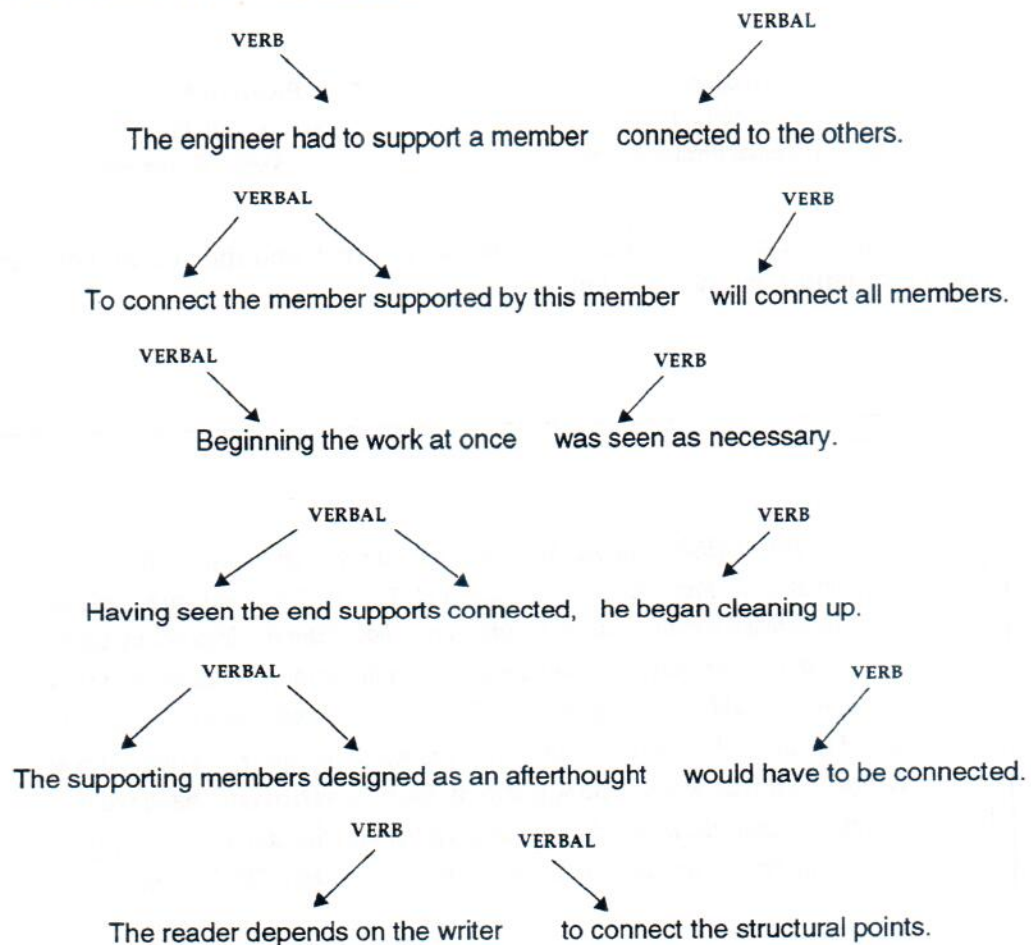 VERB VERBAL
The engineer had to support a member connected to the others.
VERBAL VERB
To connect the member supported by this member will connect all members.
VERBAL VERB
Beginning the work at once was seen as necessary.
VERBAL VERB
Having seen the end supports connected, he began cleaning up.
VERBAL VERB
The supporting members designed as an afterthought would have to be connected.
VERB VERBAL
The reader depends on the writer to connect the structural points.